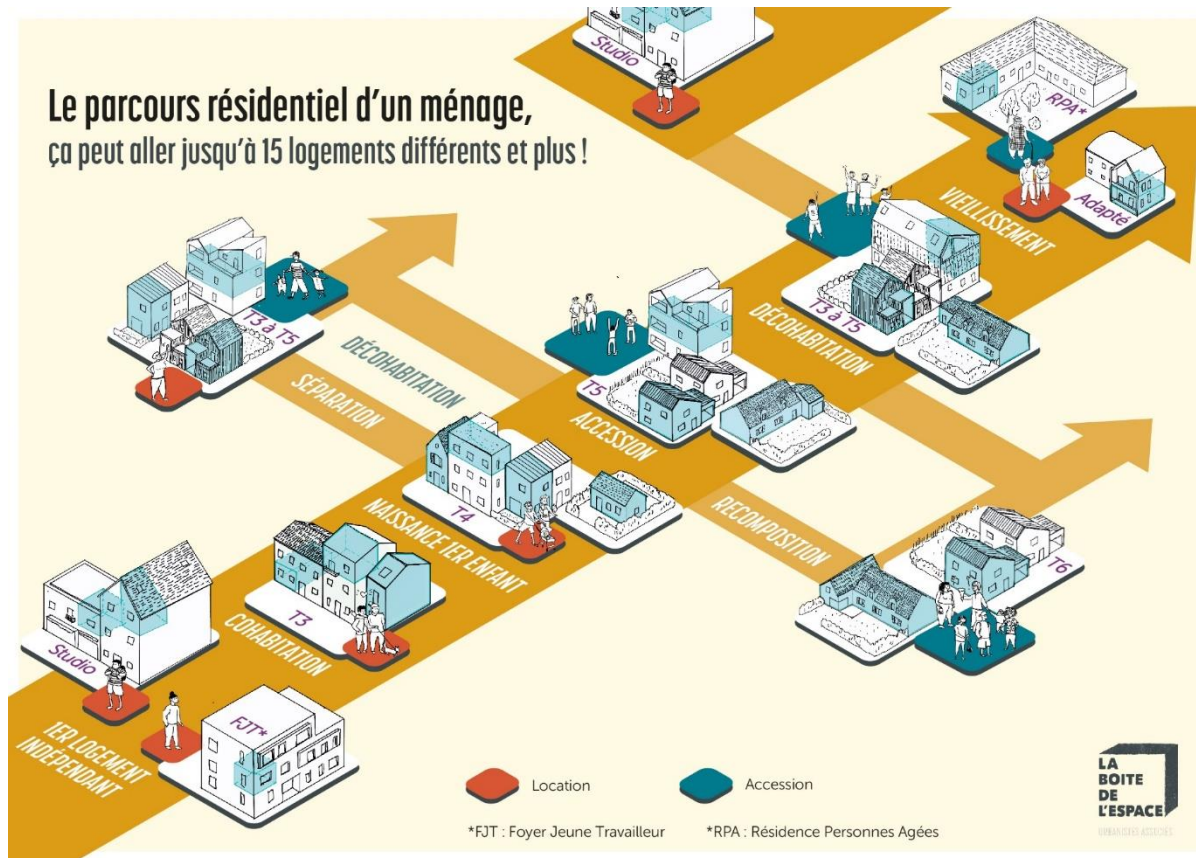 Le parcours résidentiel d'un ménage,
ça peut aller jusqu'à 15 logements différents et plus !
Studio
RPA*
Adapté
VIEILLISSEMENT
T3 à T5
DÉCOHABITATION
T3 à T5
DÉCOHABITATION
SÉPARATION
T5
ACCESSION
T4
NAISSANCE 1ER ENFANT
RECOMPOSITION
T6
T3
COHABITATION
Studio
FJT*
1ER LOGEMENT
INDÉPENDANT
Location
Accession
*FJT : Foyer Jeune Travailleur
*RPA : Résidence Personnes Agées
LA
BOITE
DE
L'ESPACE
URBANISTES ASSOCIÉS